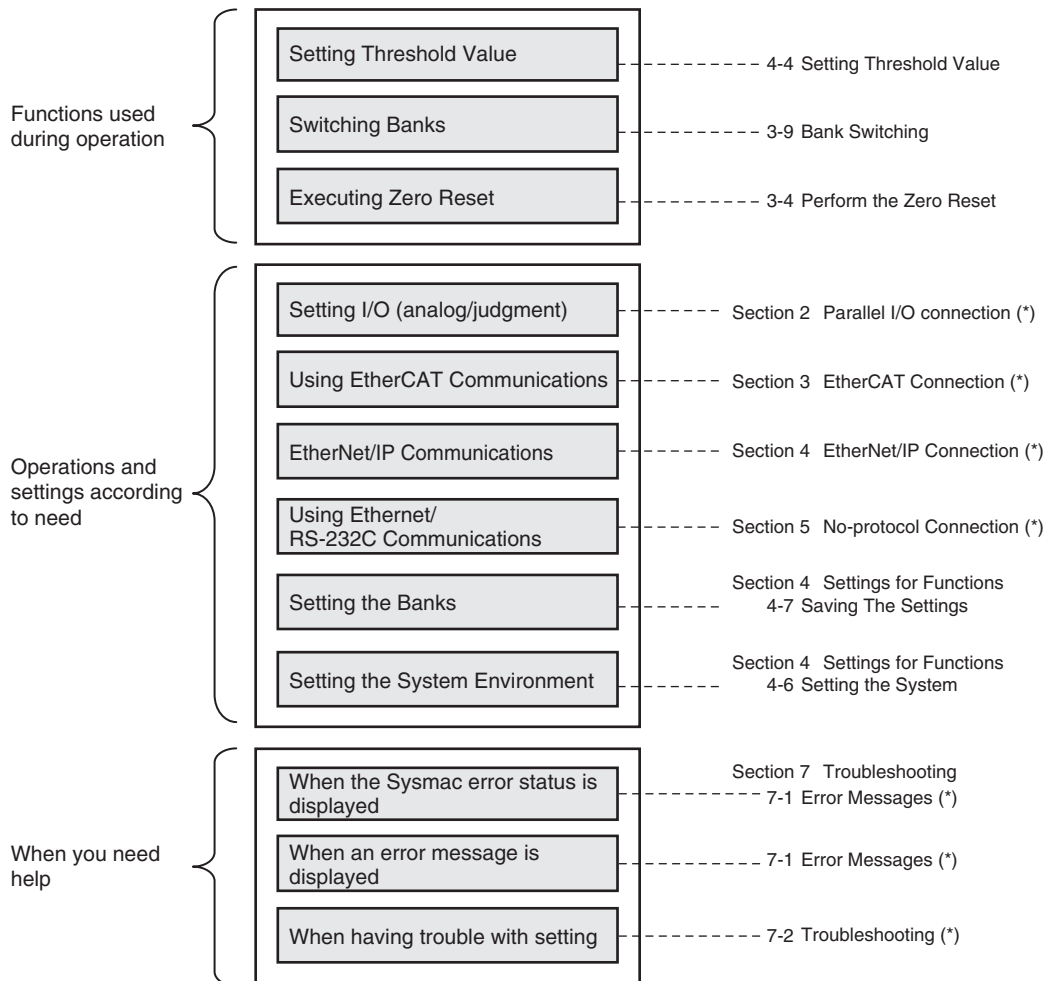 Functions used
during operation
Setting Threshold Value
4-4 Setting Threshold Value
Switching Banks
3-9 Bank Switching
Executing Zero Reset
3-4 Perform the Zero Reset
Operations and
settings according
to need
Setting I/O (analog/judgment)
Section 2 Parallel I/O connection (*)
Using EtherCAT Communications
Section 3 EtherCAT Connection (*)
EtherNet/IP Communications
Section 4 EtherNet/IP Connection (*)
Using Ethernet/
RS-232C Communications
Section 5 No-protocol Connection (*)
Setting the Banks
Section 4 Settings for Functions
4-7 Saving The Settings
Setting the System Environment
Section 4 Settings for Functions
4-6 Setting the System
When you need
help
When the Sysmac error status is
displayed
Section 7 Troubleshooting
7-1 Error Messages (*)
When an error message is
displayed
7-1 Error Messages (*)
When having trouble with setting
7-2 Troubleshooting (*)